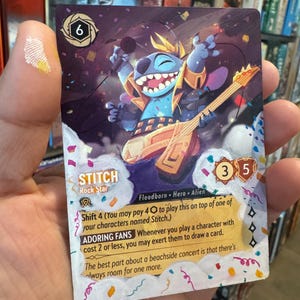 6
STITCH
Rock Star
3 5
Floodborn • Hero • Alien
Shift 4 (You may pay 4 ⬡ to play this on top of one of
your characters named Stitch.)
ADORING FANS Whenever you play a character with
cost 2 or less, you may exert them to draw a card.
The best part about a beachside concert is that there's
always room for one more.